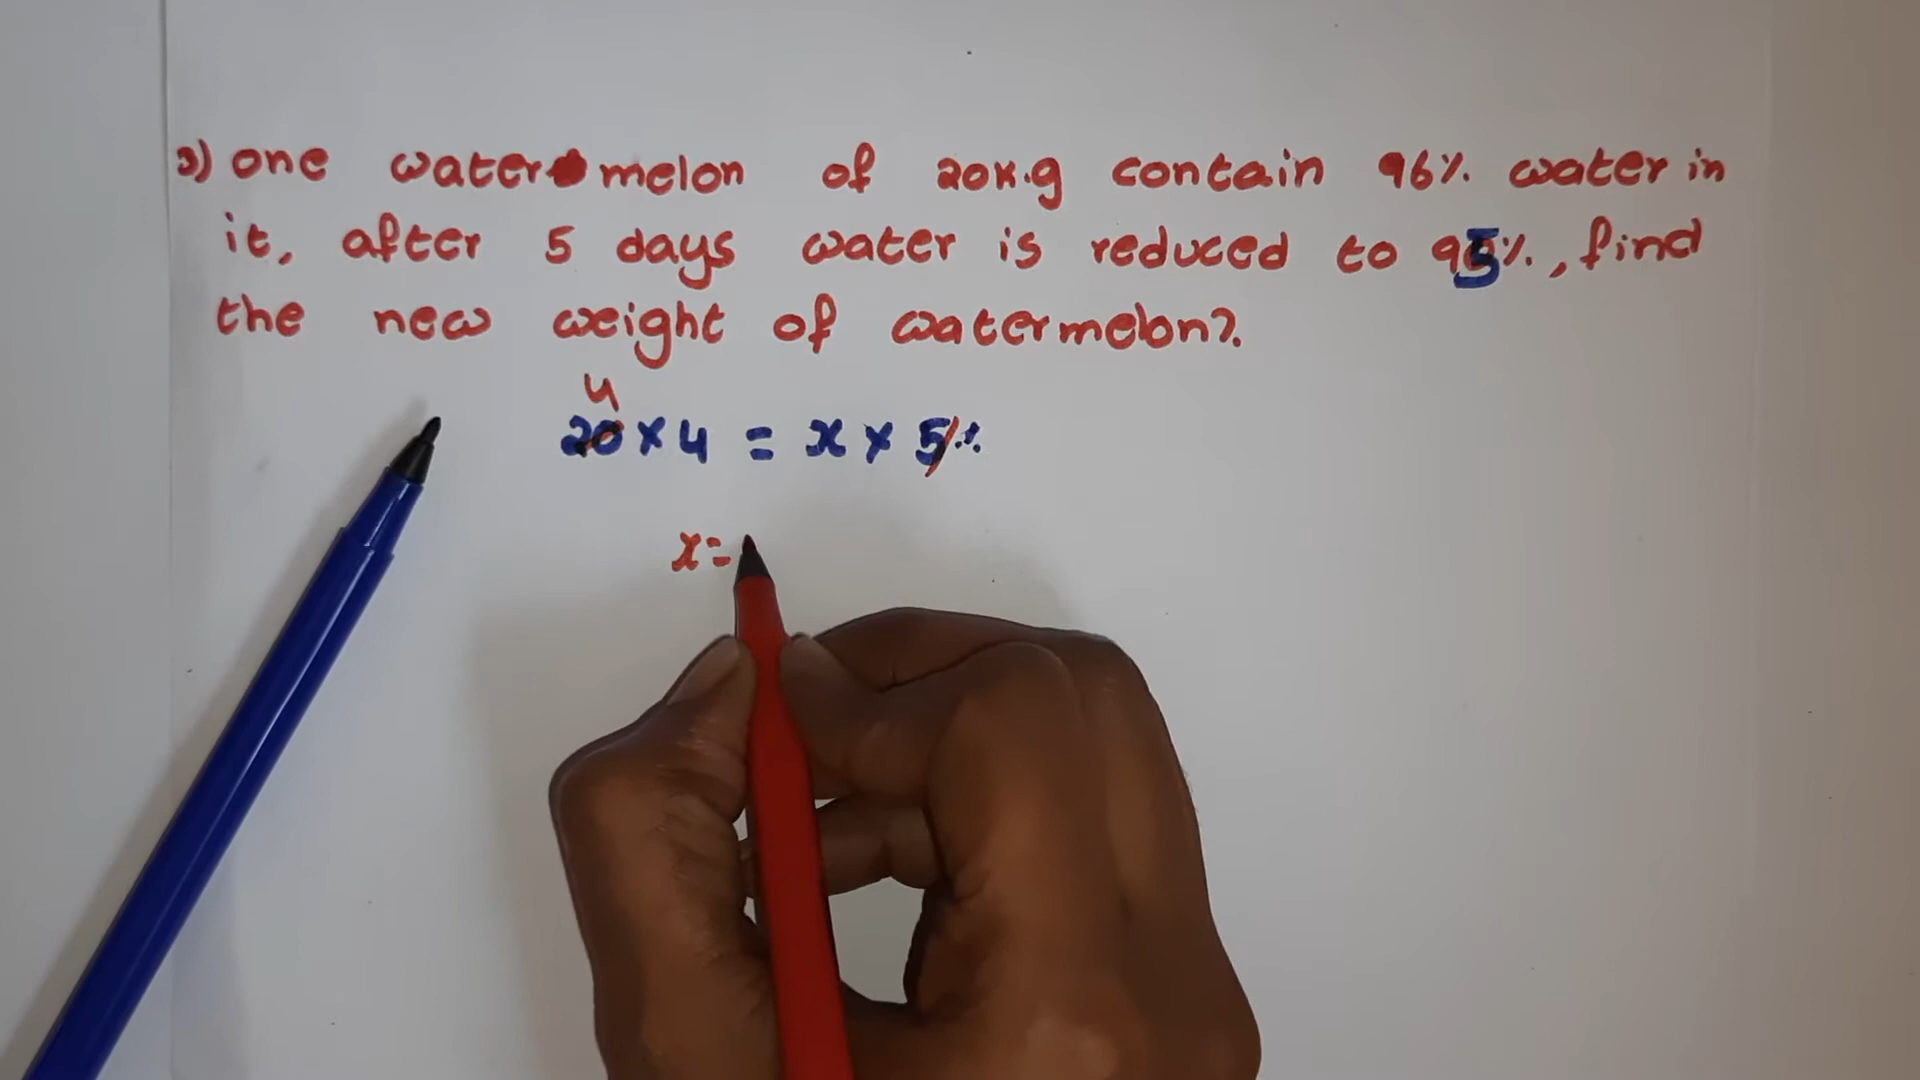 3) one water melon of 20K.g contain 96% water in
it, after 5 days water is reduced to 95%, find
the new weight of watermelon?.
4
20 x 4 = x x 5%
x =